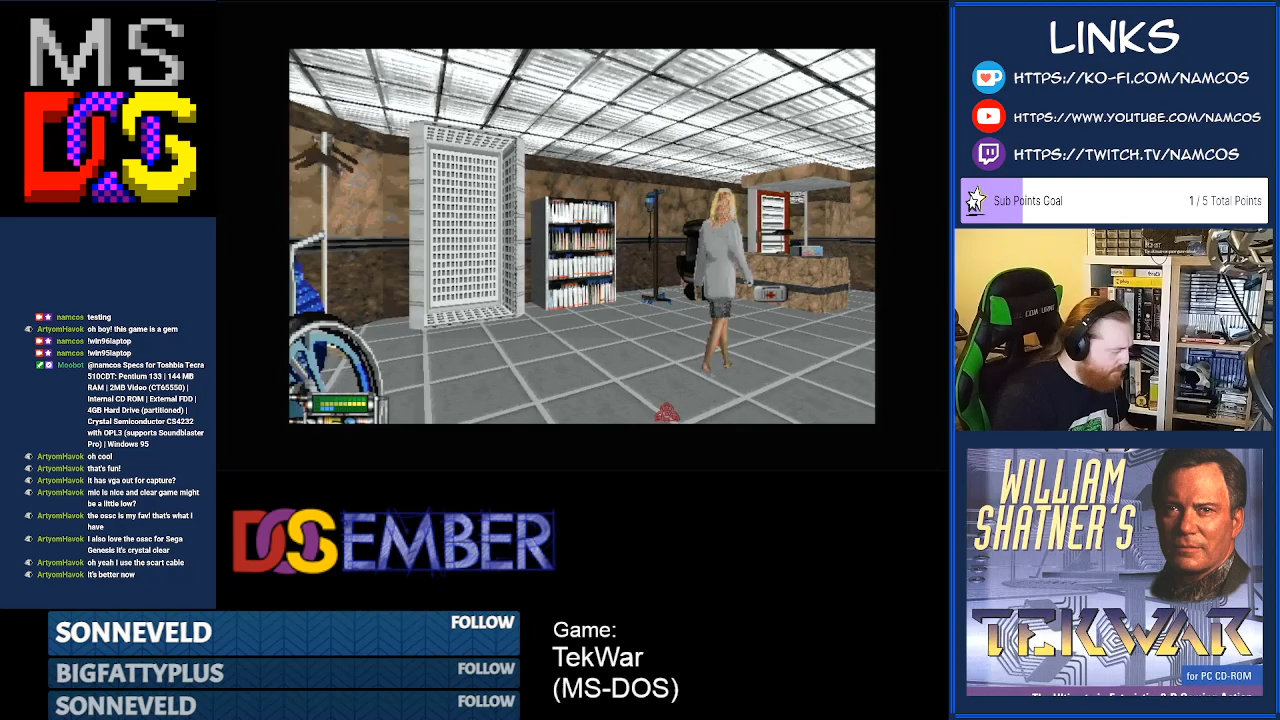 MS
DOS
namcos testing
ArtyomHavok oh boy! this game is a gem
namcos !win96laptop
namcos !win95laptop
Moobot @namcos Specs for Toshbia Tecra
510CDT: Pentium 133 | 144 MB
RAM | 2MB Video (CT65550) |
Internal CD ROM | External FDD |
4GB Hard Drive (partitioned) |
Crystal Semiconductor CS4232
with OPL3 (supports Soundblaster
Pro) | Windows 95
ArtyomHavok oh cool
ArtyomHavok that's fun!
ArtyomHavok It has vga out for capture?
ArtyomHavok mic is nice and clear game might
be a little low?
ArtyomHavok the ossc is my fav! that's what I
have
ArtyomHavok I also love the ossc for Sega
Genesis it's crystal clear
ArtyomHavok oh yeah I use the scart cable
ArtyomHavok It's better now
DOSEMBER
SONNEVELD FOLLOW
BIGFATTYPLUS FOLLOW
SONNEVELD FOLLOW
Game:
TekWar
(MS-DOS)
LINKS
HTTPS://KO-FI.COM/NAMCOS
HTTPS://WWW.YOUTUBE.COM/NAMCOS
HTTPS://TWITCH.TV/NAMCOS
Sub Points Goal 1 / 5 Total Points
WILLIAM
SHATNER'S
TEKWAR
for PC CD-ROM